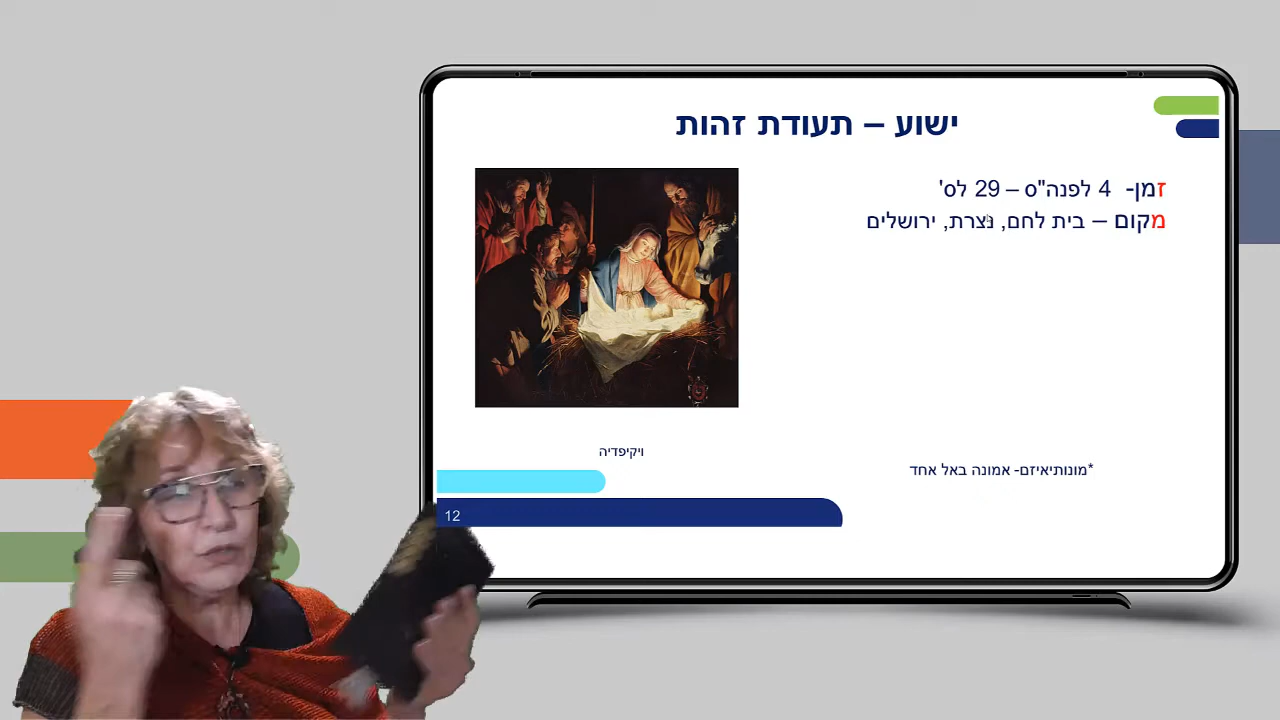 ישוע – תעודת זהות
זמן- 4 לפנה"ס – 29 לס'
מקום – בית לחם, נצרת, ירושלים
ויקיפדיה
*מונותיאיזם- אמונה באל אחד
12